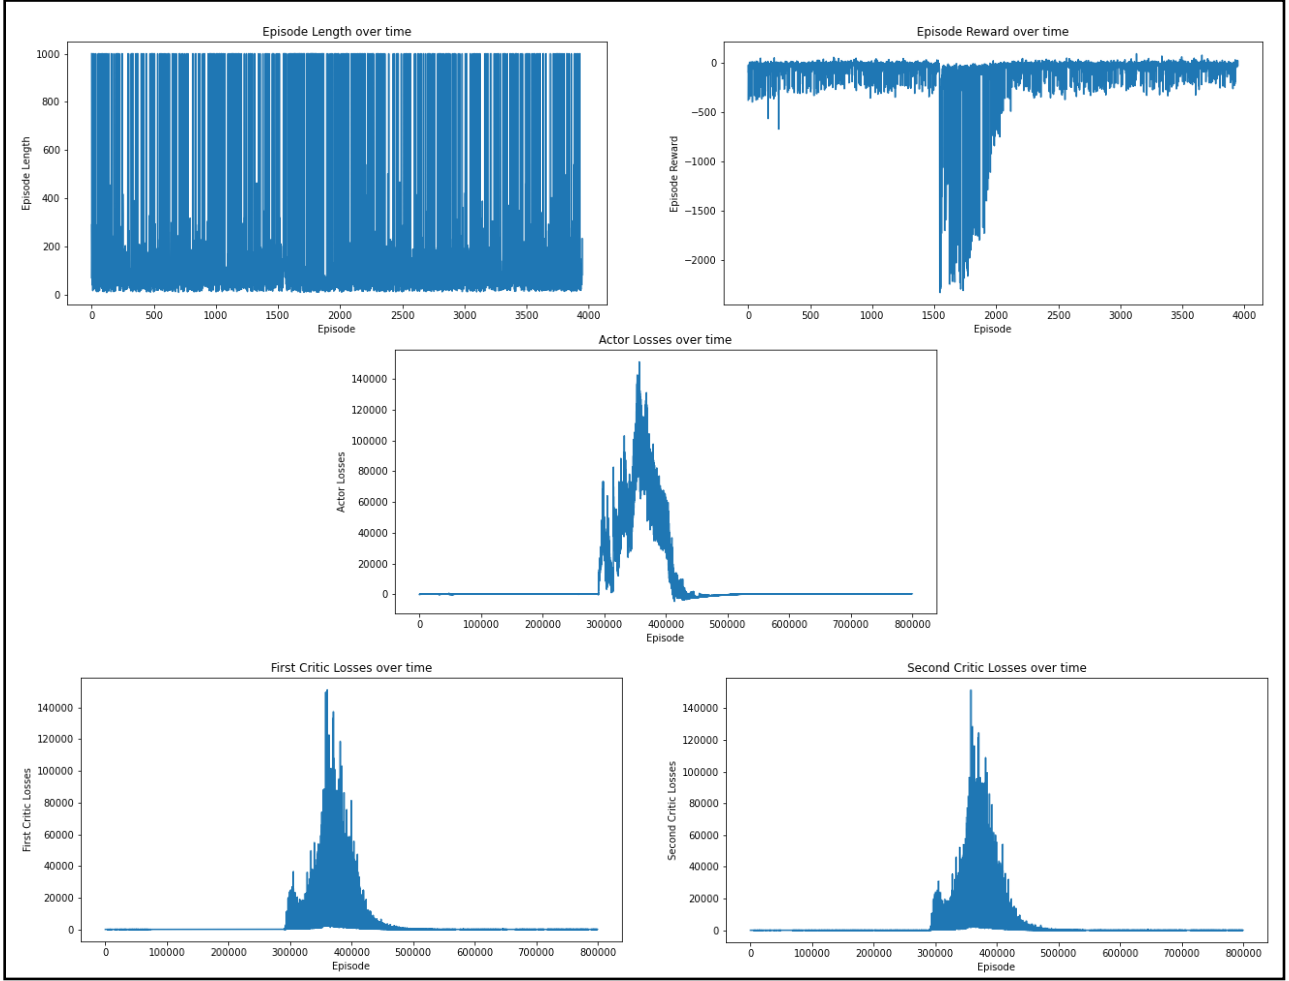 Episode Length over time
1000
800
600
400
200
0
Episode Length
0 500 1000 1500 2000 2500 3000 3500 4000
Episode
Episode Reward over time
0
−500
−1000
−1500
−2000
Episode Reward
0 500 1000 1500 2000 2500 3000 3500 4000
Episode
Actor Losses over time
140000
120000
100000
80000
60000
40000
20000
0
Actor Losses
0 100000 200000 300000 400000 500000 600000 700000 800000
Episode
First Critic Losses over time
140000
120000
100000
80000
60000
40000
20000
0
First Critic Losses
0 100000 200000 300000 400000 500000 600000 700000 800000
Episode
Second Critic Losses over time
140000
120000
100000
80000
60000
40000
20000
0
Second Critic Losses
0 100000 200000 300000 400000 500000 600000 700000 800000
Episode